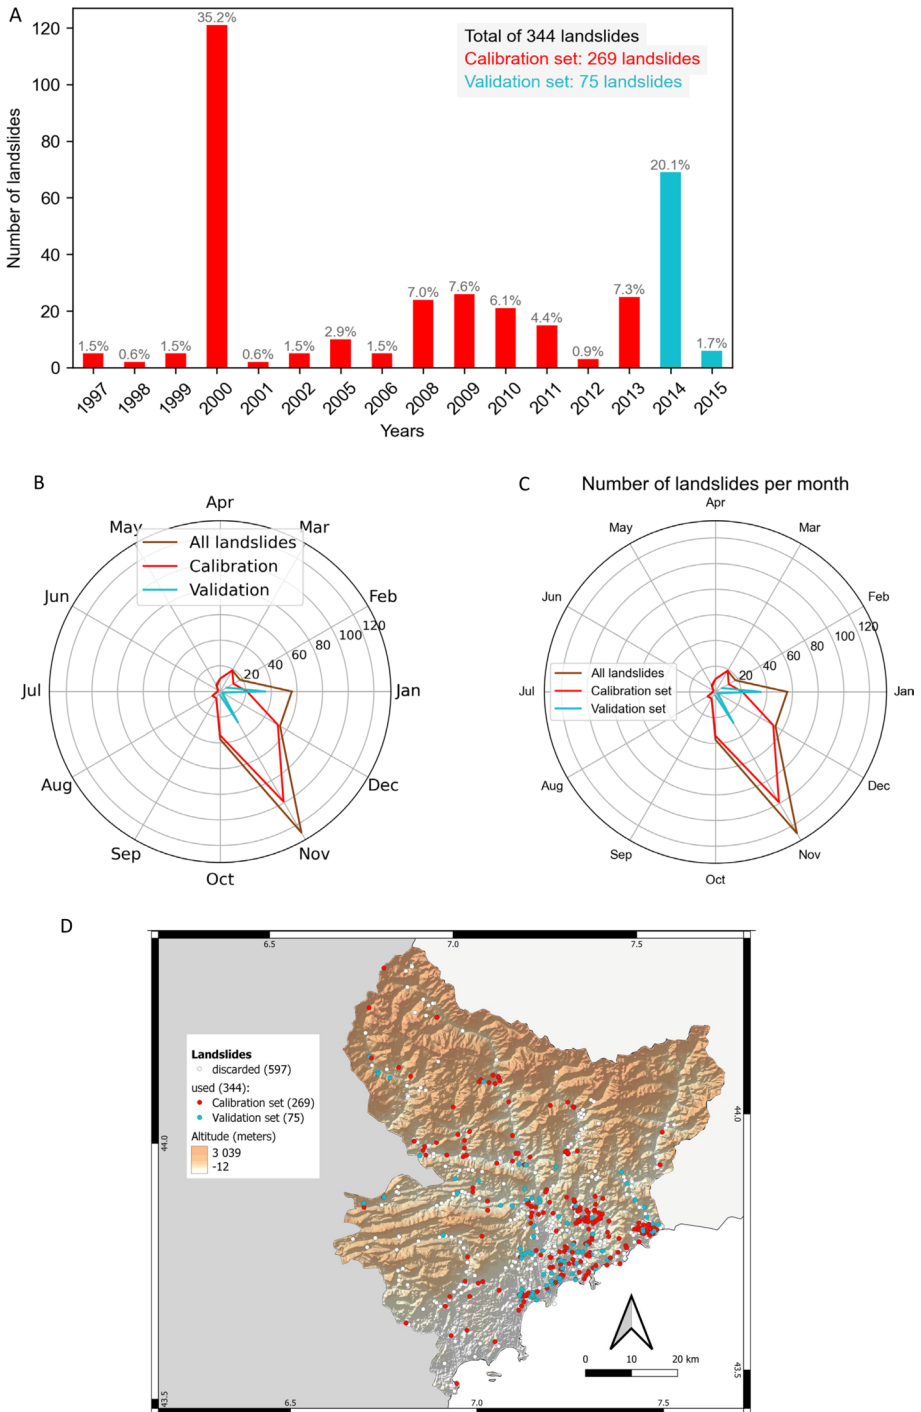 A
Number of landslides
120
100
80
60
40
20
0
Total of 344 landslides
Calibration set: 269 landslides
Validation set: 75 landslides
1.5%
0.6%
1.5%
35.2%
0.6%
1.5%
2.9%
1.5%
7.0%
7.6%
6.1%
4.4%
0.9%
7.3%
20.1%
1.7%
1997
1998
1999
2000
2001
2002
2005
2006
2008
2009
2010
2011
2012
2013
2014
2015
Years
B
Apr
May
Mar
All landslides
Calibration
Validation
Jun
Feb
20
40
60
80
100
120
Jul
Jan
Aug
Dec
Sep
Nov
Oct
C
Number of landslides per month
Apr
May
Mar
Jun
Feb
20
40
60
80
100
120
All landslides
Calibration set
Validation set
Jul
Jan
Aug
Dec
Sep
Nov
Oct
D
6.5
7.0
7.5
Landslides
discarded (597)
used (344):
Calibration set (269)
Validation set (75)
Altitude (meters)
3 039
-12
44.0
44.0
0
10
20 km
43.5
43.5
6.5
7.0
7.5